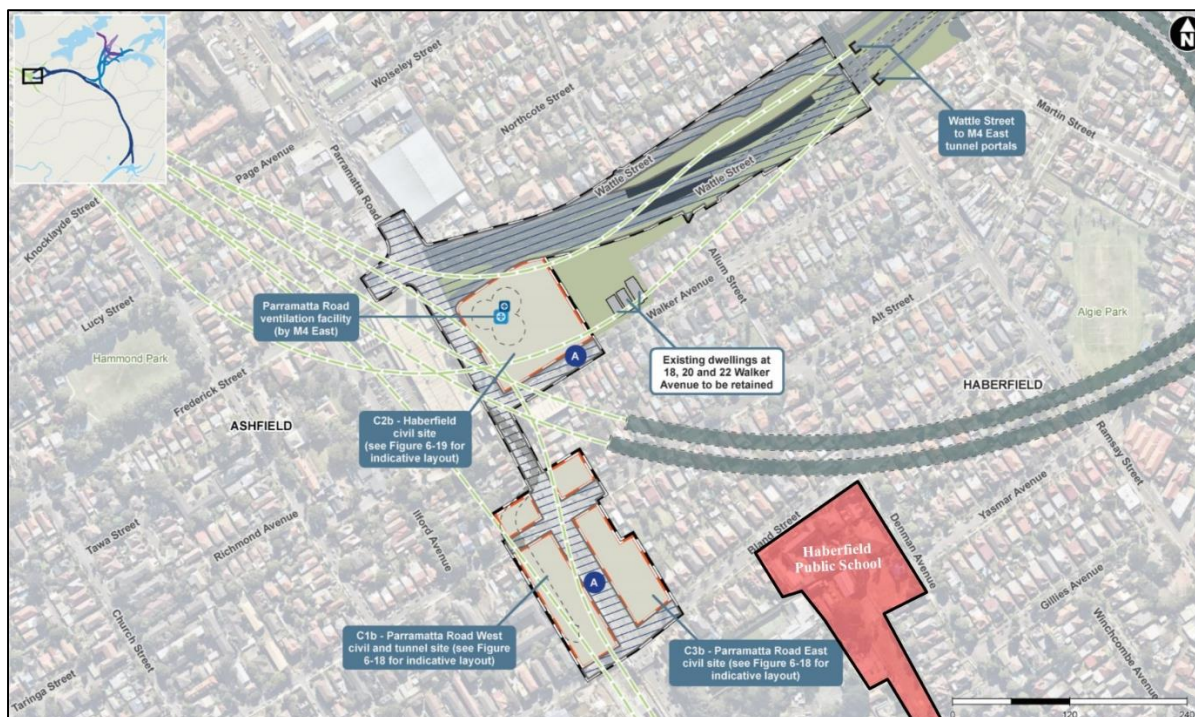 N
Wolseley Street
Northcote Street
Page Avenue
Parramatta Road
Knocklayde Street
Wattle Street
Wattle Street
Martin Street
Wattle Street
to M4 East
tunnel portals
Allum Street
Walker Avenue
Alt Street
Algie Park
Lucy Street
Hammond Park
Frederick Street
Parramatta Road
ventilation facility
(by M4 East)
A
Existing dwellings at
18, 20 and 22 Walker
Avenue to be retained
HABERFIELD
ASHFIELD
C2b - Haberfield
civil site
(see Figure 6-19 for
indicative layout)
Ramsay Street
Yasmar Avenue
Bland Street
Denman Avenue
Haberfield
Public School
Ilford Avenue
Tawa Street
Richmond Avenue
Gillies Avenue
Winchcombe Avenue
Church Street
Taringa Street
A
C1b - Parramatta Road West
civil and tunnel site (see Figure
6-18 for indicative layout)
C3b - Parramatta Road East
civil site (see Figure 6-18 for
indicative layout)
0 120 240